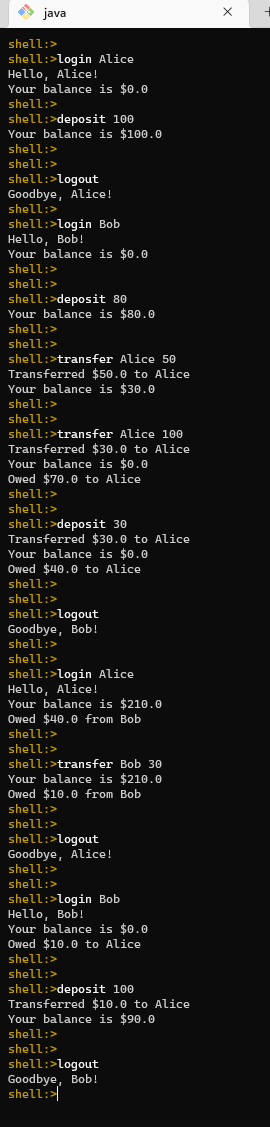 java
shell:>
shell:>login Alice
Hello, Alice!
Your balance is $0.0
shell:>
shell:>deposit 100
Your balance is $100.0
shell:>
shell:>
shell:>logout
Goodbye, Alice!
shell:>
shell:>login Bob
Hello, Bob!
Your balance is $0.0
shell:>
shell:>
shell:>deposit 80
Your balance is $80.0
shell:>
shell:>
shell:>transfer Alice 50
Transferred $50.0 to Alice
Your balance is $30.0
shell:>
shell:>
shell:>transfer Alice 100
Transferred $30.0 to Alice
Your balance is $0.0
Owed $70.0 to Alice
shell:>
shell:>
shell:>deposit 30
Transferred $30.0 to Alice
Your balance is $0.0
Owed $40.0 to Alice
shell:>
shell:>
shell:>logout
Goodbye, Bob!
shell:>
shell:>
shell:>login Alice
Hello, Alice!
Your balance is $210.0
Owed $40.0 from Bob
shell:>
shell:>
shell:>transfer Bob 30
Your balance is $210.0
Owed $10.0 from Bob
shell:>
shell:>
shell:>logout
Goodbye, Alice!
shell:>
shell:>
shell:>login Bob
Hello, Bob!
Your balance is $0.0
Owed $10.0 to Alice
shell:>
shell:>
shell:>deposit 100
Transferred $10.0 to Alice
Your balance is $90.0
shell:>
shell:>
shell:>logout
Goodbye, Bob!
shell:>